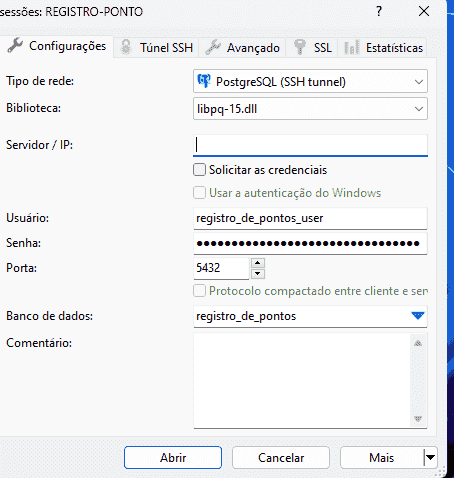 sessões: REGISTRO-PONTO ?
Configurações Túnel SSH Avançado SSL Estatísticas
Tipo de rede: PostgreSQL (SSH tunnel)
Biblioteca: libpq-15.dll
Servidor / IP:
Solicitar as credenciais
Usar a autenticação do Windows
Usuário: registro_de_pontos_user
Senha: ●●●●●●●●●●●●●●●●●●●●●●●●●●●●●●●●
Porta: 5432
Protocolo compactado entre cliente e serv
Banco de dados: registro_de_pontos
Comentário:
Abrir Cancelar Mais